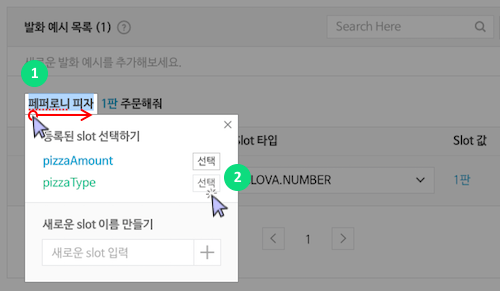 발화 예시 목록 (1) ?
Search Here
새로운 발화 예시를 추가해보세요.
1
페퍼로니 피자 1판 주문해줘
등록된 slot 선택하기
Slot 타입
Slot 값
pizzaAmount 선택
pizzaType 선택
2
LOVA.NUMBER
1판
새로운 slot 이름 만들기
새로운 slot 입력 +
< 1 >